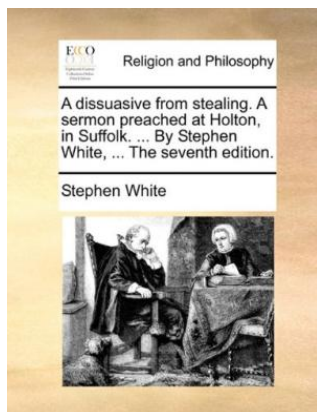 ECCO
Religion and Philosophy
A dissuasive from stealing. A
sermon preached at Holton,
in Suffolk. ... By Stephen
White, ... The seventh edition.
Stephen White